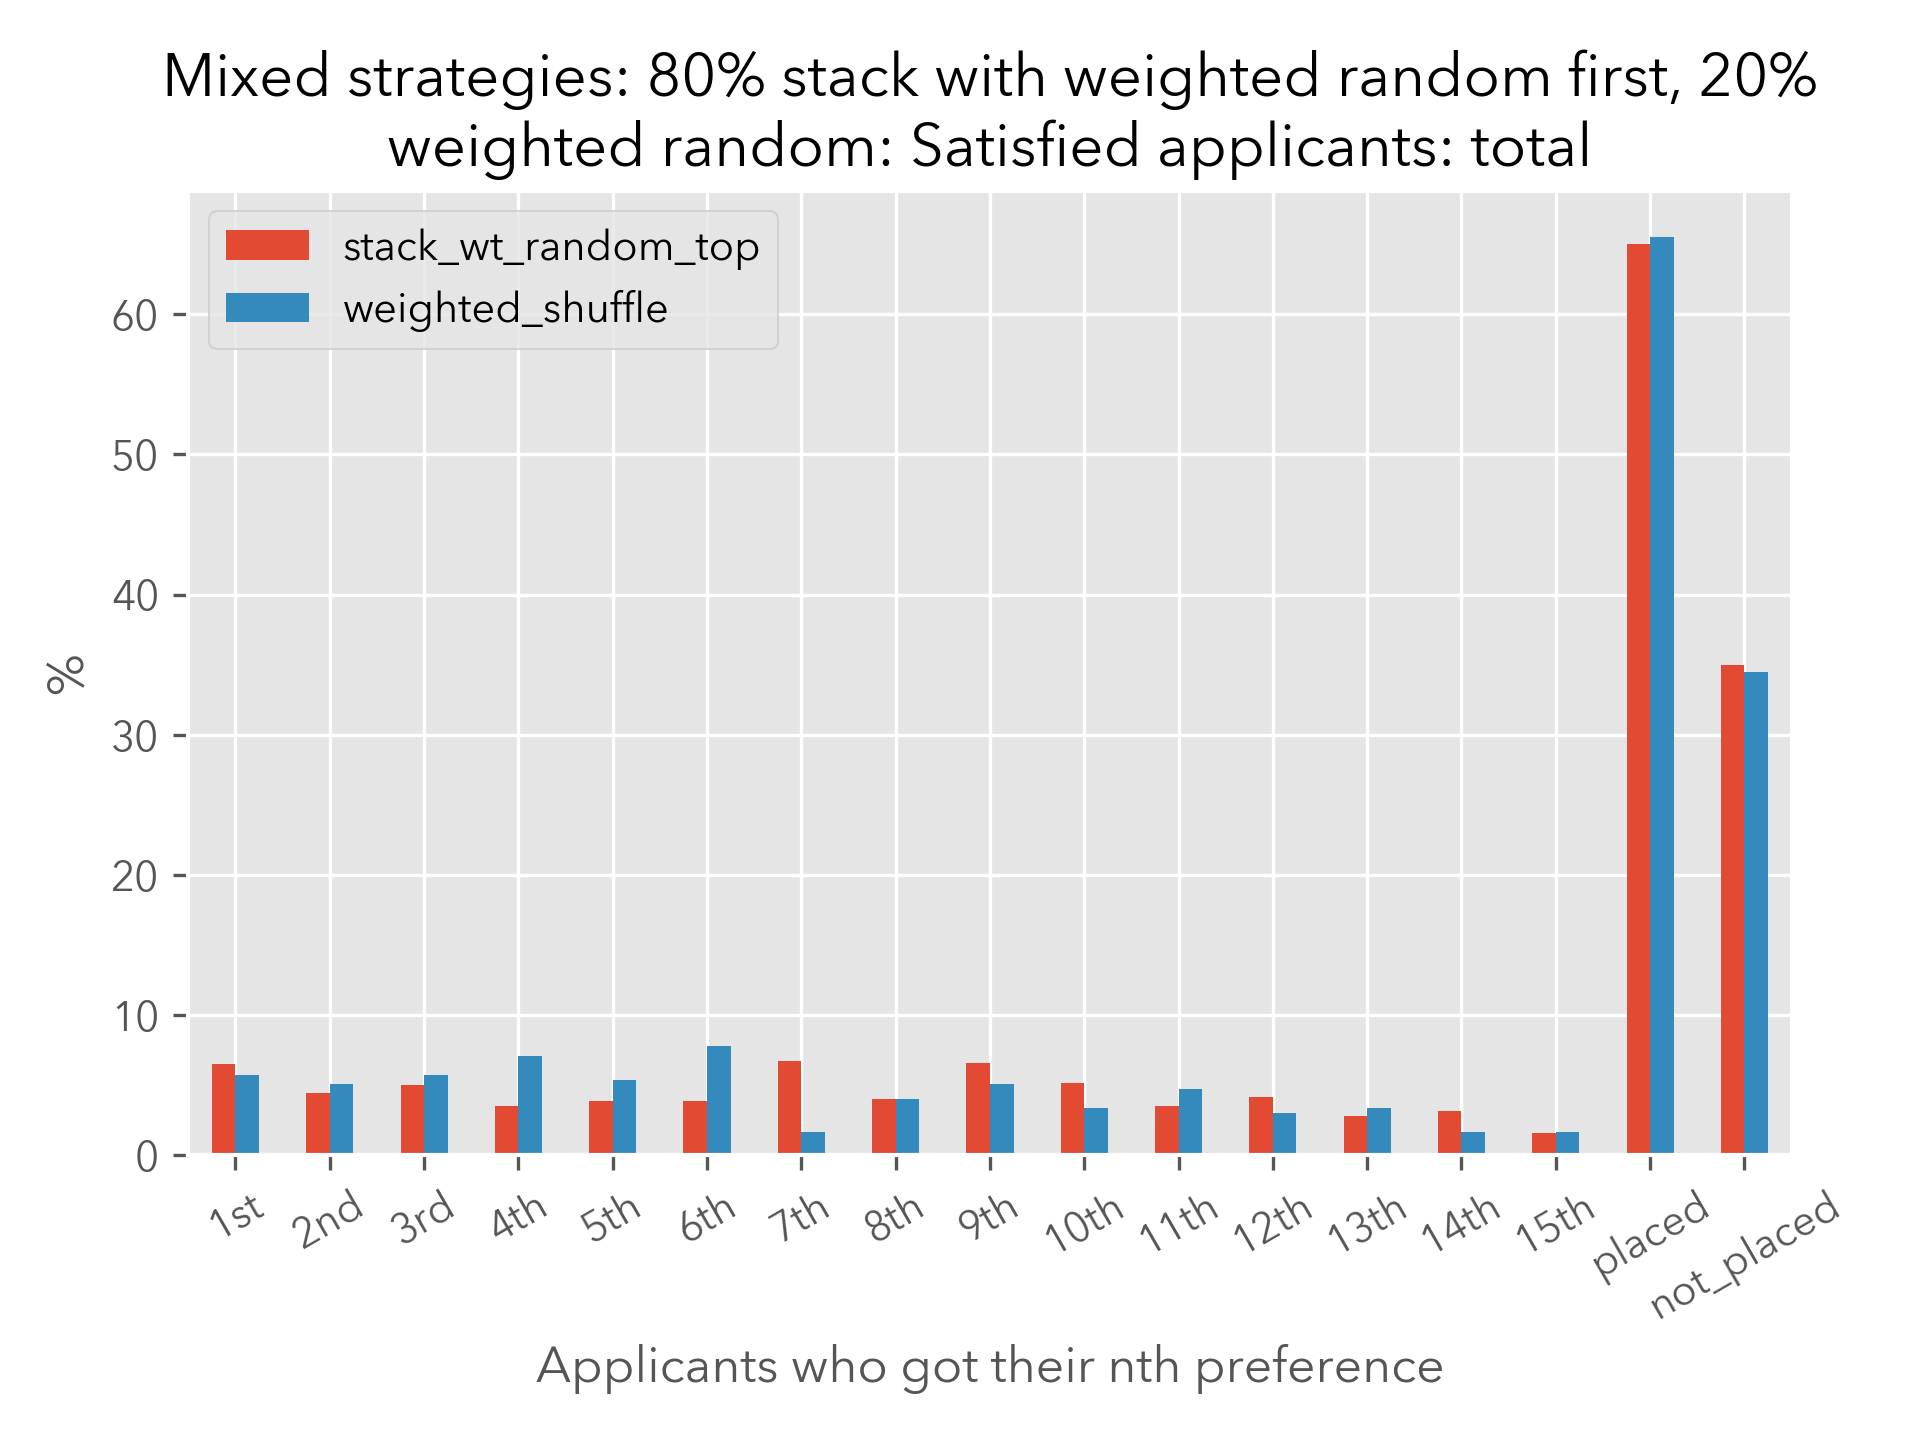 Mixed strategies: 80% stack with weighted random first, 20%
weighted random: Satisfied applicants: total
stack_wt_random_top
weighted_shuffle
60
50
40
30
20
10
0
%
1st
2nd
3rd
4th
5th
6th
7th
8th
9th
10th
11th
12th
13th
14th
15th
placed
not_placed
Applicants who got their nth preference